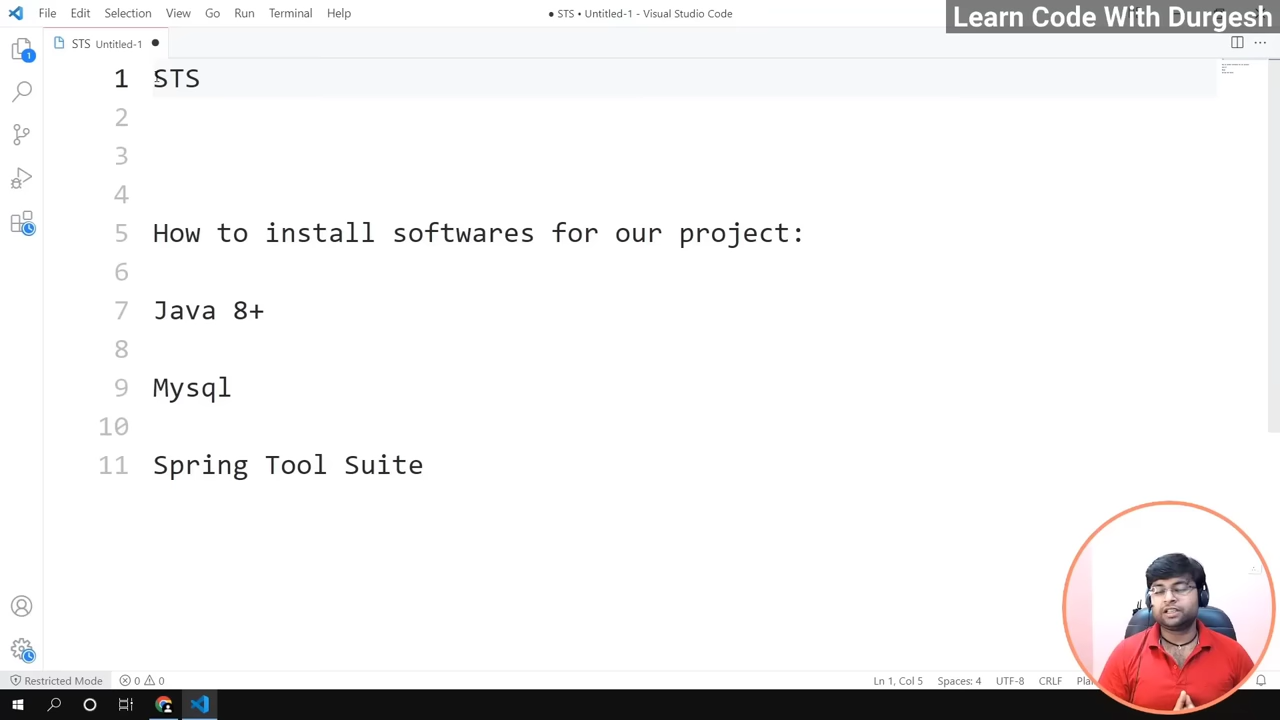 File Edit Selection View Go Run Terminal Help
● STS • Untitled-1 - Visual Studio Code
Learn Code With Durgesh
STS Untitled-1 ●
1 STS
2
3
4
5 How to install softwares for our project:
6
7 Java 8+
8
9 Mysql
10
11 Spring Tool Suite
1
Restricted Mode 0 0
Ln 1, Col 5 Spaces: 4 UTF-8 CRLF